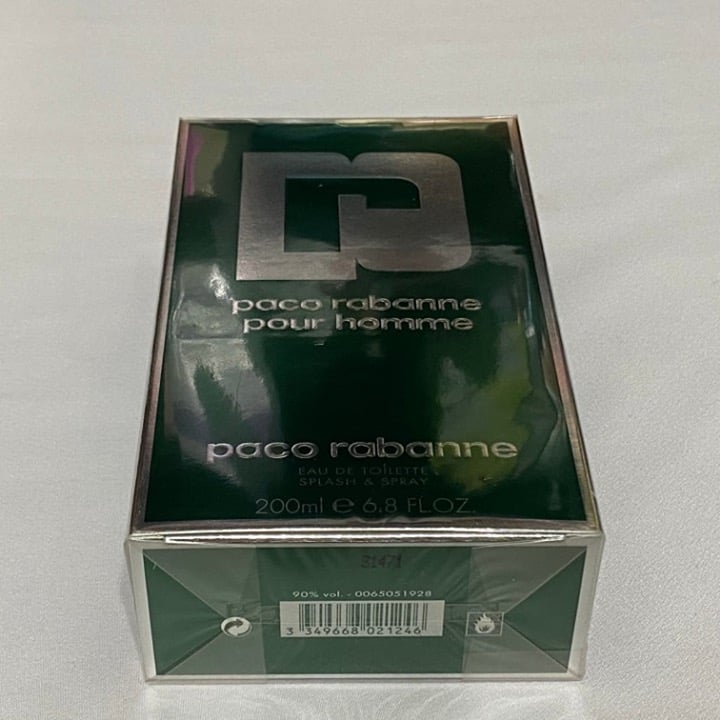 paco rabanne
pour homme
paco rabanne
EAU DE TOILETTE
SPLASH & SPRAY
200ml e 6.8 FL.OZ.
31471
90% vol. - 0065051928
3 349668 021246